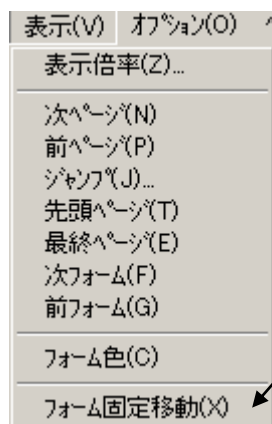 表示(V) ｵﾌﾟｼｮﾝ(O)
表示倍率(Z)...
次ﾍﾟｰｼﾞ(N)
前ﾍﾟｰｼﾞ(P)
ｼﾞｬﾝﾌﾟ(J)...
先頭ﾍﾟｰｼﾞ(T)
最終ﾍﾟｰｼﾞ(E)
次ﾌｫｰﾑ(F)
前ﾌｫｰﾑ(G)
ﾌｫｰﾑ色(C)
ﾌｫｰﾑ固定移動(X)